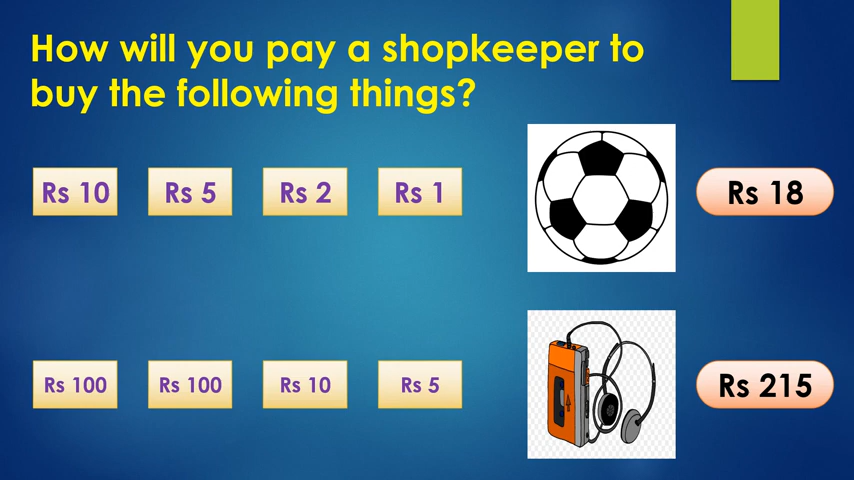 How will you pay a shopkeeper to
buy the following things?
Rs 10 Rs 5 Rs 2 Rs 1 Rs 18
Rs 100 Rs 100 Rs 10 Rs 5 Rs 215